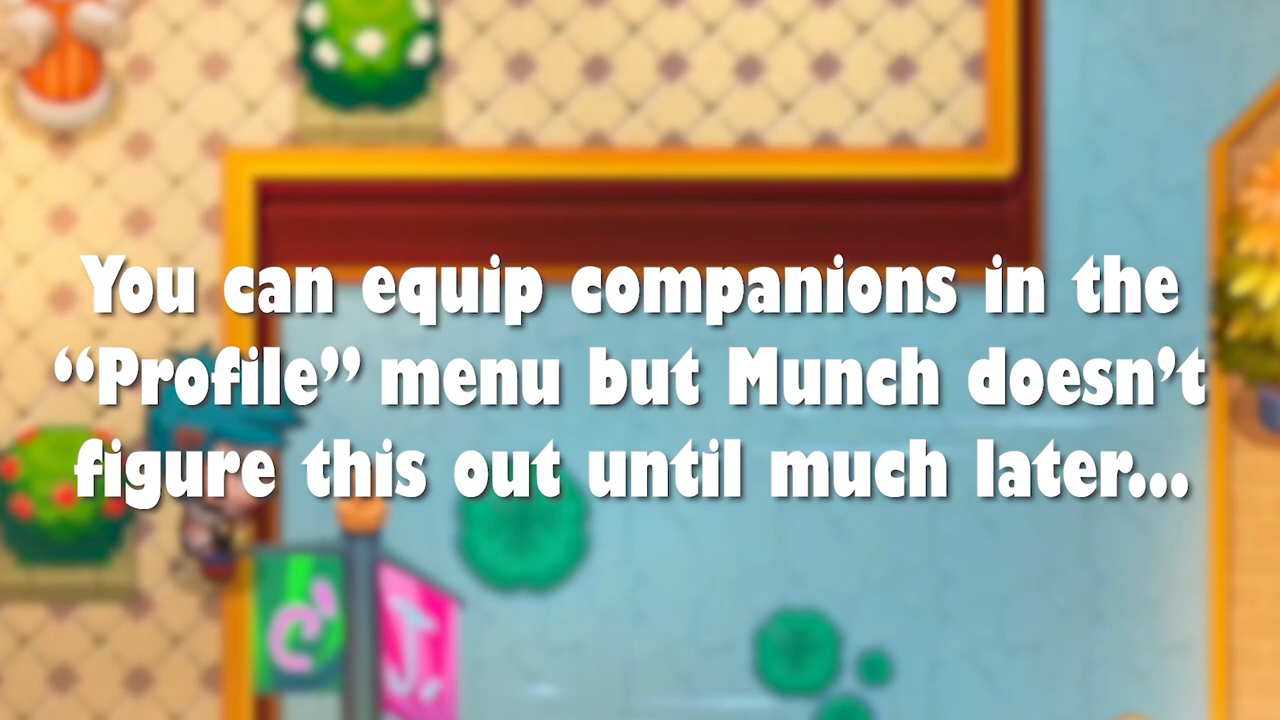 You can equip companions in the
“Profile” menu but Munch doesn’t
figure this out until much later...